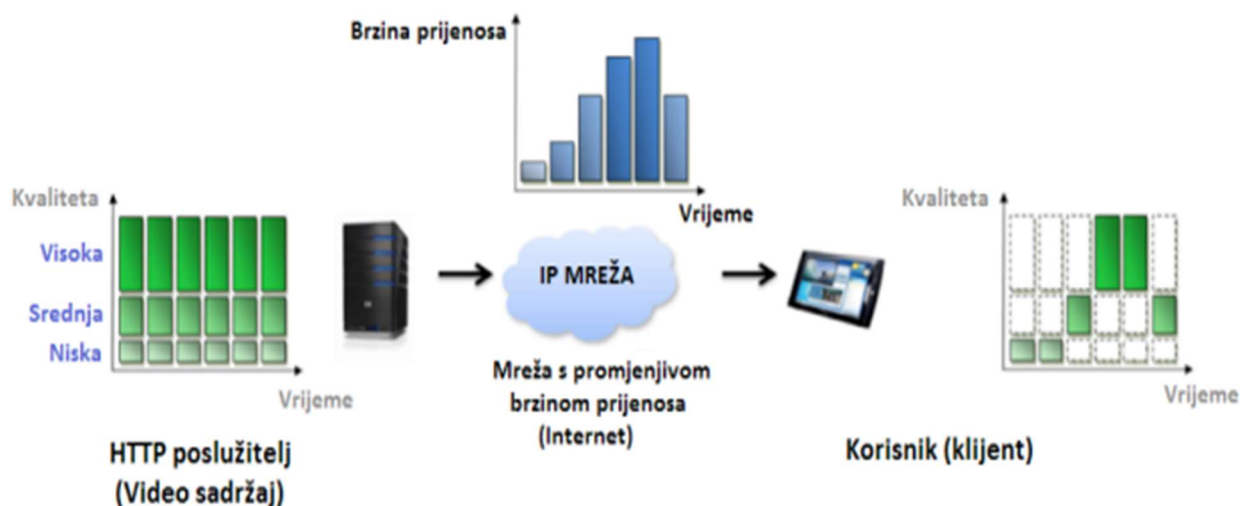 Brzina prijenosa
Vrijeme
Kvaliteta
Visoka
Srednja
Niska
Vrijeme
HTTP poslužitelj
(Video sadržaj)
IP MREŽA
Mreža s promjenjivom
brzinom prijenosa
(Internet)
Kvaliteta
Vrijeme
Korisnik (klijent)